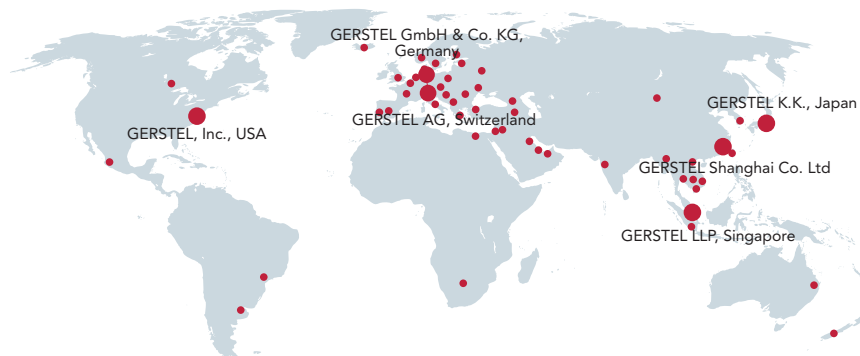 GERSTEL GmbH & Co. KG,
Germany
GERSTEL K.K., Japan
GERSTEL, Inc., USA
GERSTEL AG, Switzerland
GERSTEL Shanghai Co. Ltd
GERSTEL LLP, Singapore